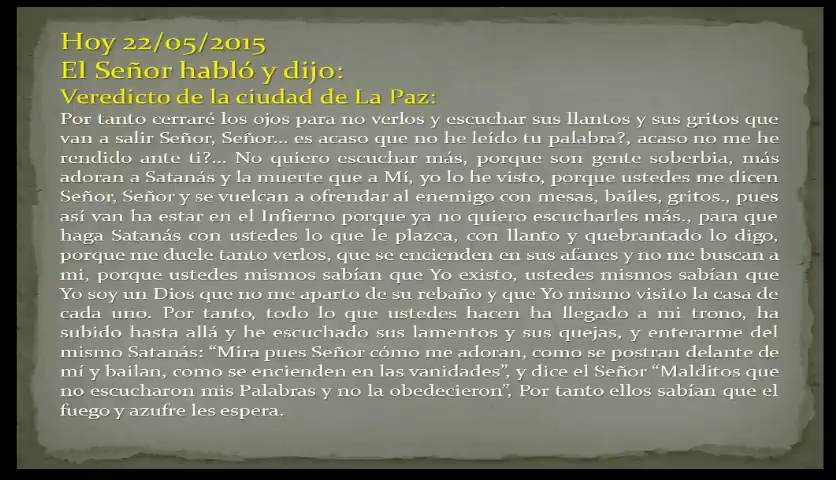 Hoy 22/05/2015
El Señor habló y dijo:
Veredicto de la ciudad de La Paz:
Por tanto cerraré los ojos para no verlos y escuchar sus llantos y sus gritos que
van a salir Señor, Señor... es acaso que no he leído tu palabra?, acaso no me he
rendido ante ti?... No quiero escuchar más, porque son gente soberbia, más
adoran a Satanás y la muerte que a Mí, yo lo he visto, porque ustedes me dicen
Señor, Señor y se vuelcan a ofrendar al enemigo con mesas, bailes, gritos., pues
así van ha estar en el Infierno porque ya no quiero escucharles más., para que
haga Satanás con ustedes lo que le plazca, con llanto y quebrantado lo digo,
porque me duele tanto verlos, que se encienden en sus afanes y no me buscan a
mi, porque ustedes mismos sabían que Yo existo, ustedes mismos sabían que
Yo soy un Dios que no me aparto de su rebaño y que Yo mismo visito la casa de
cada uno. Por tanto, todo lo que ustedes hacen ha llegado a mi trono, ha
subido hasta allá y he escuchado sus lamentos y sus quejas, y enterarme del
mismo Satanás: “Mira pues Señor cómo me adoran, como se postran delante de
mí y bailan, como se encienden en las vanidades”, y dice el Señor “Malditos que
no escucharon mis Palabras y no la obedecieron”, Por tanto ellos sabían que el
fuego y azufre les espera.